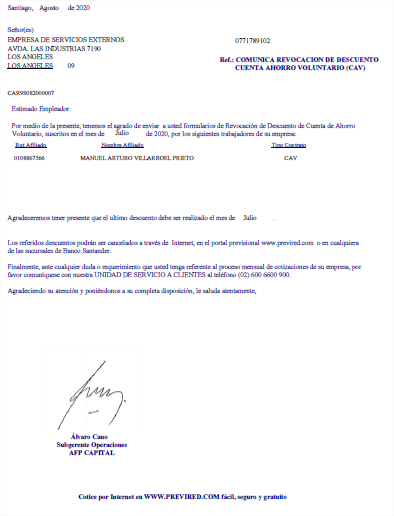 Santiago, Agosto de 2020
Señor(es)
EMPRESA DE SERVICIOS EXTERNOS
AVDA. LAS INDUSTRIAS 7190
LOS ANGELES
LOS ANGELES 09
0771789102
Ref.: COMUNICA REVOCACION DE DESCUENTO
CUENTA AHORRO VOLUNTARIO (CAV)
CAR98082000007
Estimado Empleador:
Por medio de la presente, tenemos el agrado de enviar a usted formularios de Revocación de Descuento de Cuenta de Ahorro
Voluntario, suscritos en el mes de Julio de 2020, por los siguientes trabajadores de su empresa:
Rut Afiliado Nombre Afiliado Tipo Contrato
0108867366 MANUEL ARTURO VILLARROEL PRIETO CAV
Agradeceremos tener presente que el ultimo descuento debe ser realizado el mes de Julio .
Los referidos descuentos podrán ser cancelados a través de Internet, en el portal previsional www.previred.com o en cualquiera
de las sucursales de Banco Santander.
Finalmente, ante cualquier duda o requerimiento que usted tenga referente al proceso mensual de cotizaciones de su empresa, por
favor comuníquese con nuestra UNIDAD DE SERVICIO A CLIENTES al teléfono (02) 600 6600 900.
Agradeciendo su atención y poniéndonos a su completa disposición, le saluda atentamente,
Álvaro Cano
Subgerente Operaciones
AFP CAPITAL
Cotice por Internet en WWW.PREVIRED.COM fácil, seguro y gratuito